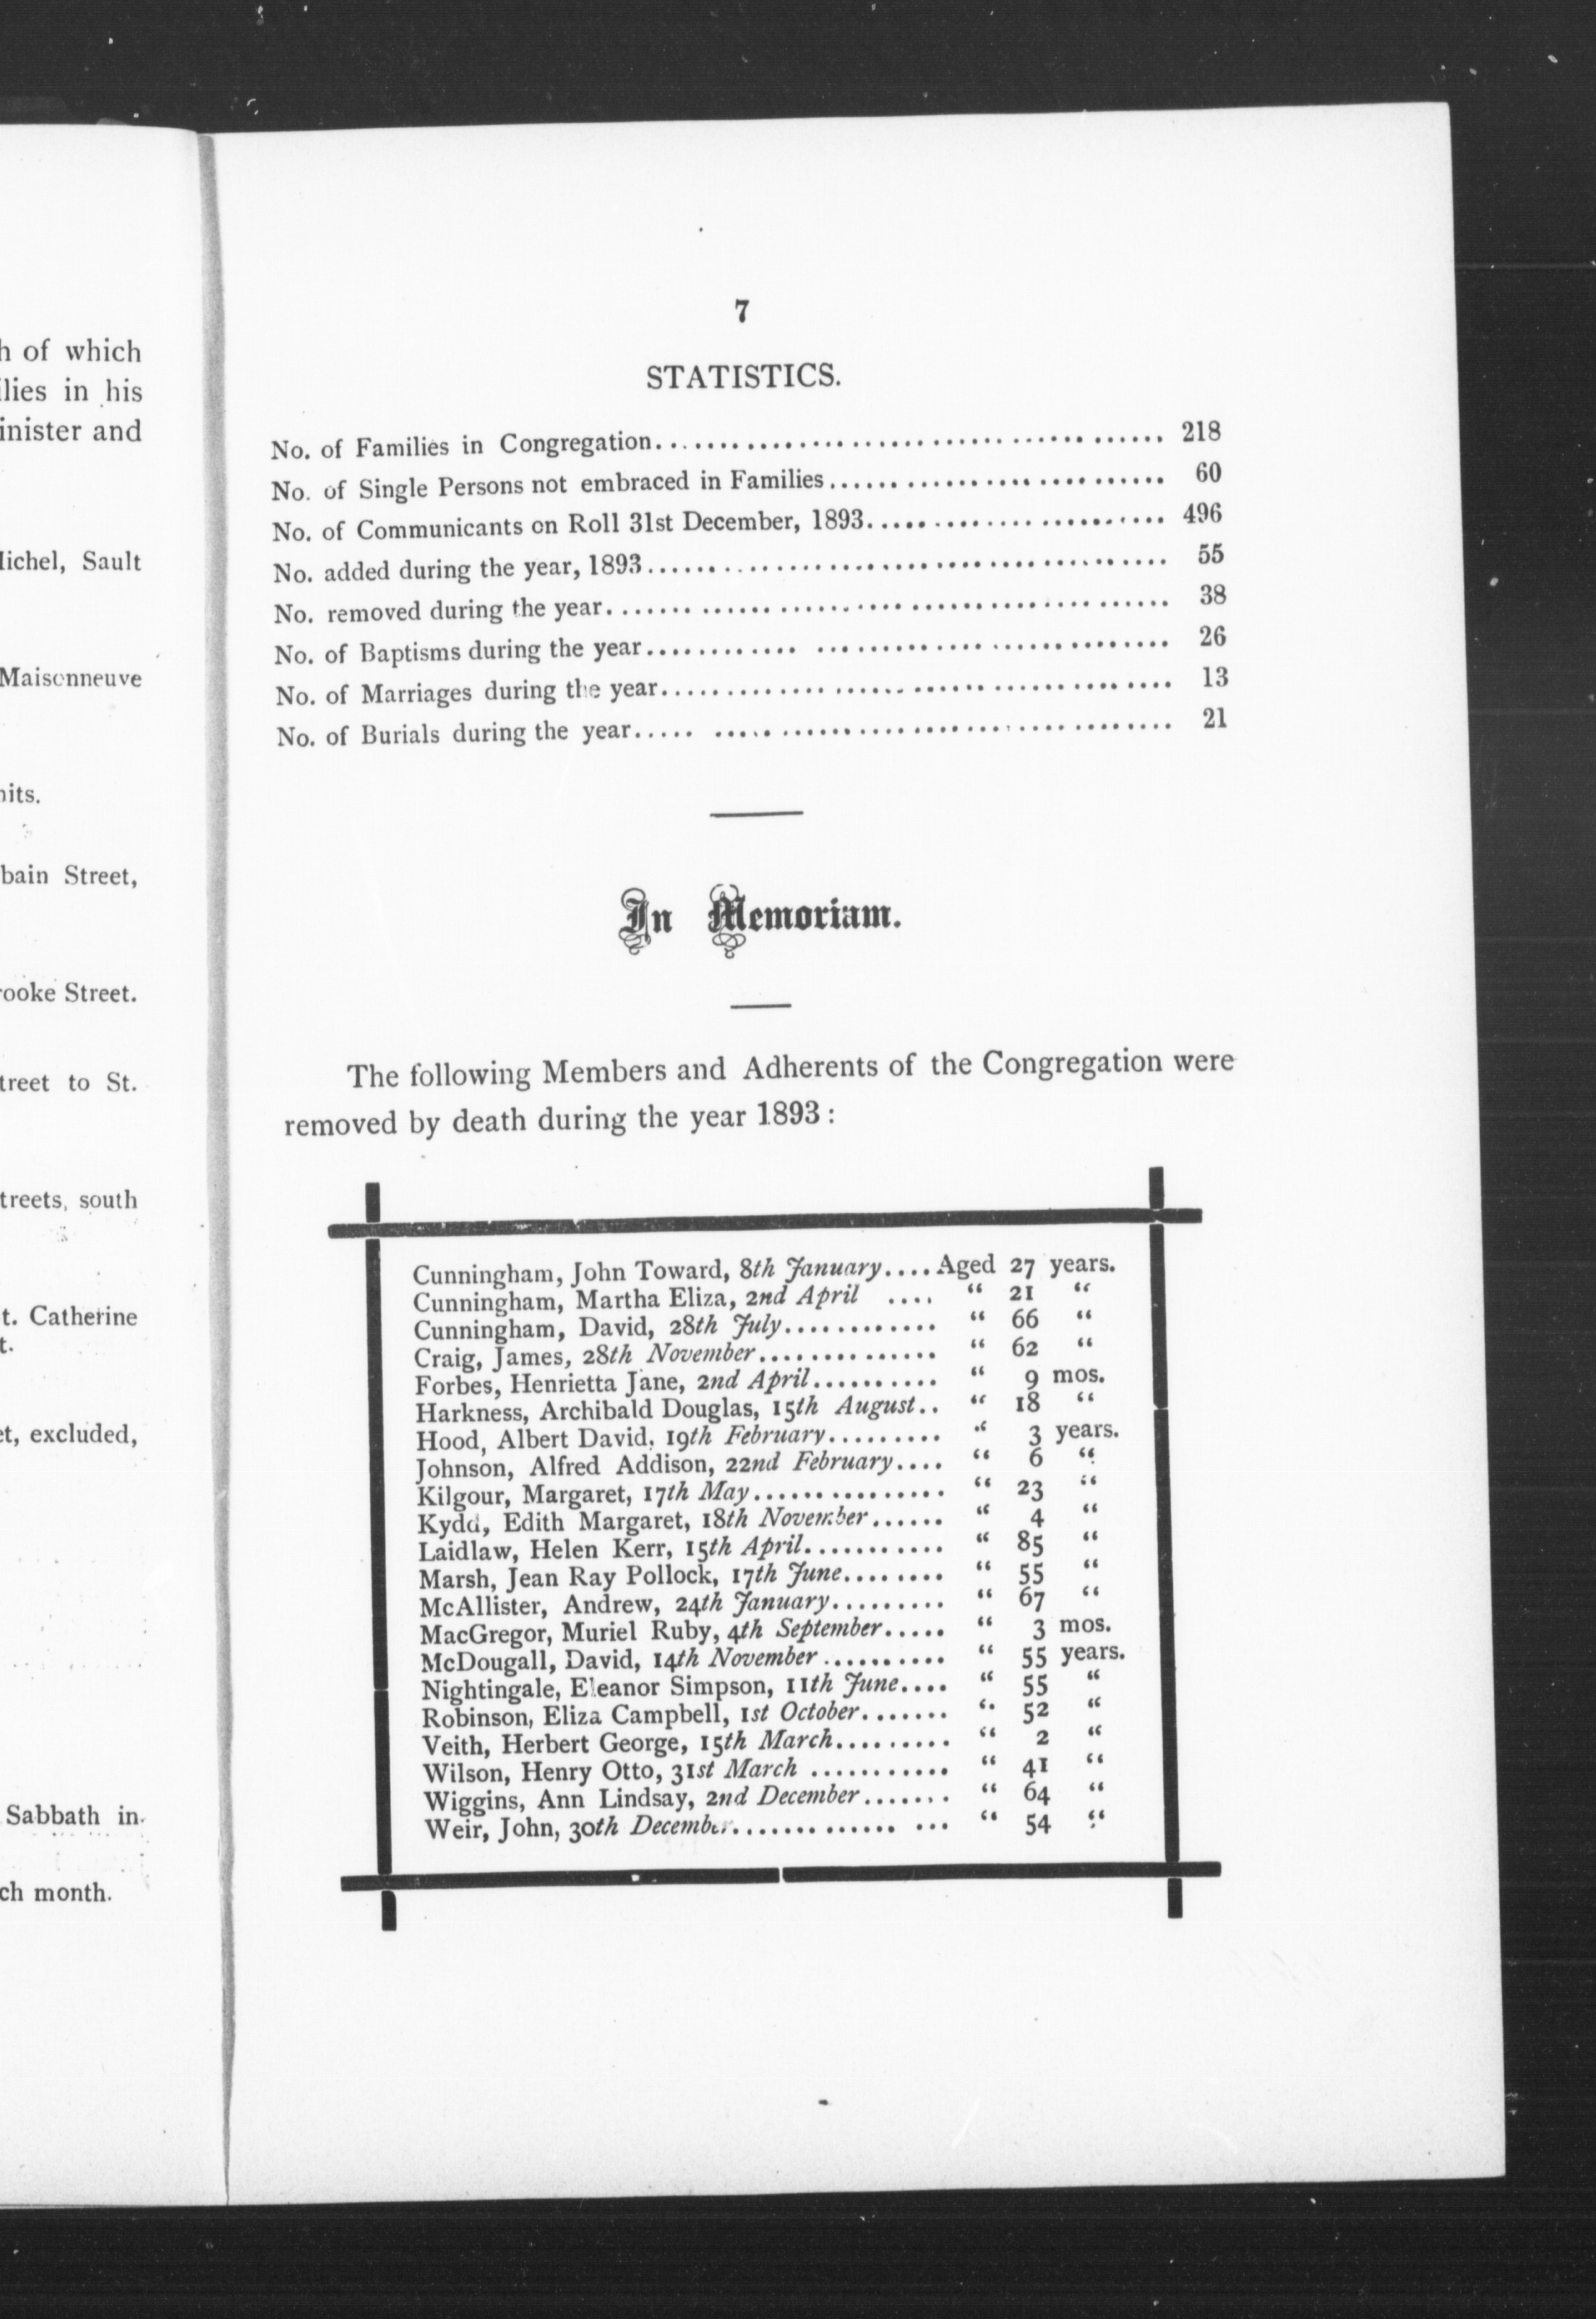 h of which
lies in his
inister and
lichel, Sault
Maisonneuve
nits.
bain Street,
rooke Street.
treet to St.
treets, south
t. Catherine
t.
et, excluded,
Sabbath in
ch month.
7
STATISTICS.
No. of Families in Congregation........................................ 218
No. of Single Persons not embraced in Families.......................... 60
No. of Communicants on Roll 31st December, 1893....................... 496
No. added during the year, 1893........................................ 55
No. removed during the year............................................ 38
No. of Baptisms during the year........................................ 26
No. of Marriages during the year....................................... 13
No. of Burials during the year......................................... 21
In Memoriam.
The following Members and Adherents of the Congregation were
removed by death during the year 1893:
Cunningham, John Toward, 8th January.... Aged 27 years.
Cunningham, Martha Eliza, 2nd April .... “ 21 “
Cunningham, David, 28th July............ “ 66 “
Craig, James, 28th November.............. “ 62 “
Forbes, Henrietta Jane, 2nd April.......... “ 9 mos.
Harkness, Archibald Douglas, 15th August.. “ 18 “
Hood, Albert David, 19th February......... “ 3 years.
Johnson, Alfred Addison, 22nd February.... “ 6 “
Kilgour, Margaret, 17th May............... “ 23 “
Kydd, Edith Margaret, 18th November...... “ 4 “
Laidlaw, Helen Kerr, 15th April........... “ 85 “
Marsh, Jean Ray Pollock, 17th June........ “ 55 “
McAllister, Andrew, 24th January......... “ 67 “
MacGregor, Muriel Ruby, 4th September..... “ 3 mos.
McDougall, David, 14th November .......... “ 55 years.
Nightingale, Eleanor Simpson, 11th June.... “ 55 “
Robinson, Eliza Campbell, 1st October....... “ 52 “
Veith, Herbert George, 15th March......... “ 2 “
Wilson, Henry Otto, 31st March ........... “ 41 “
Wiggins, Ann Lindsay, 2nd December....... “ 64 “
Weir, John, 30th December................. “ 54 “